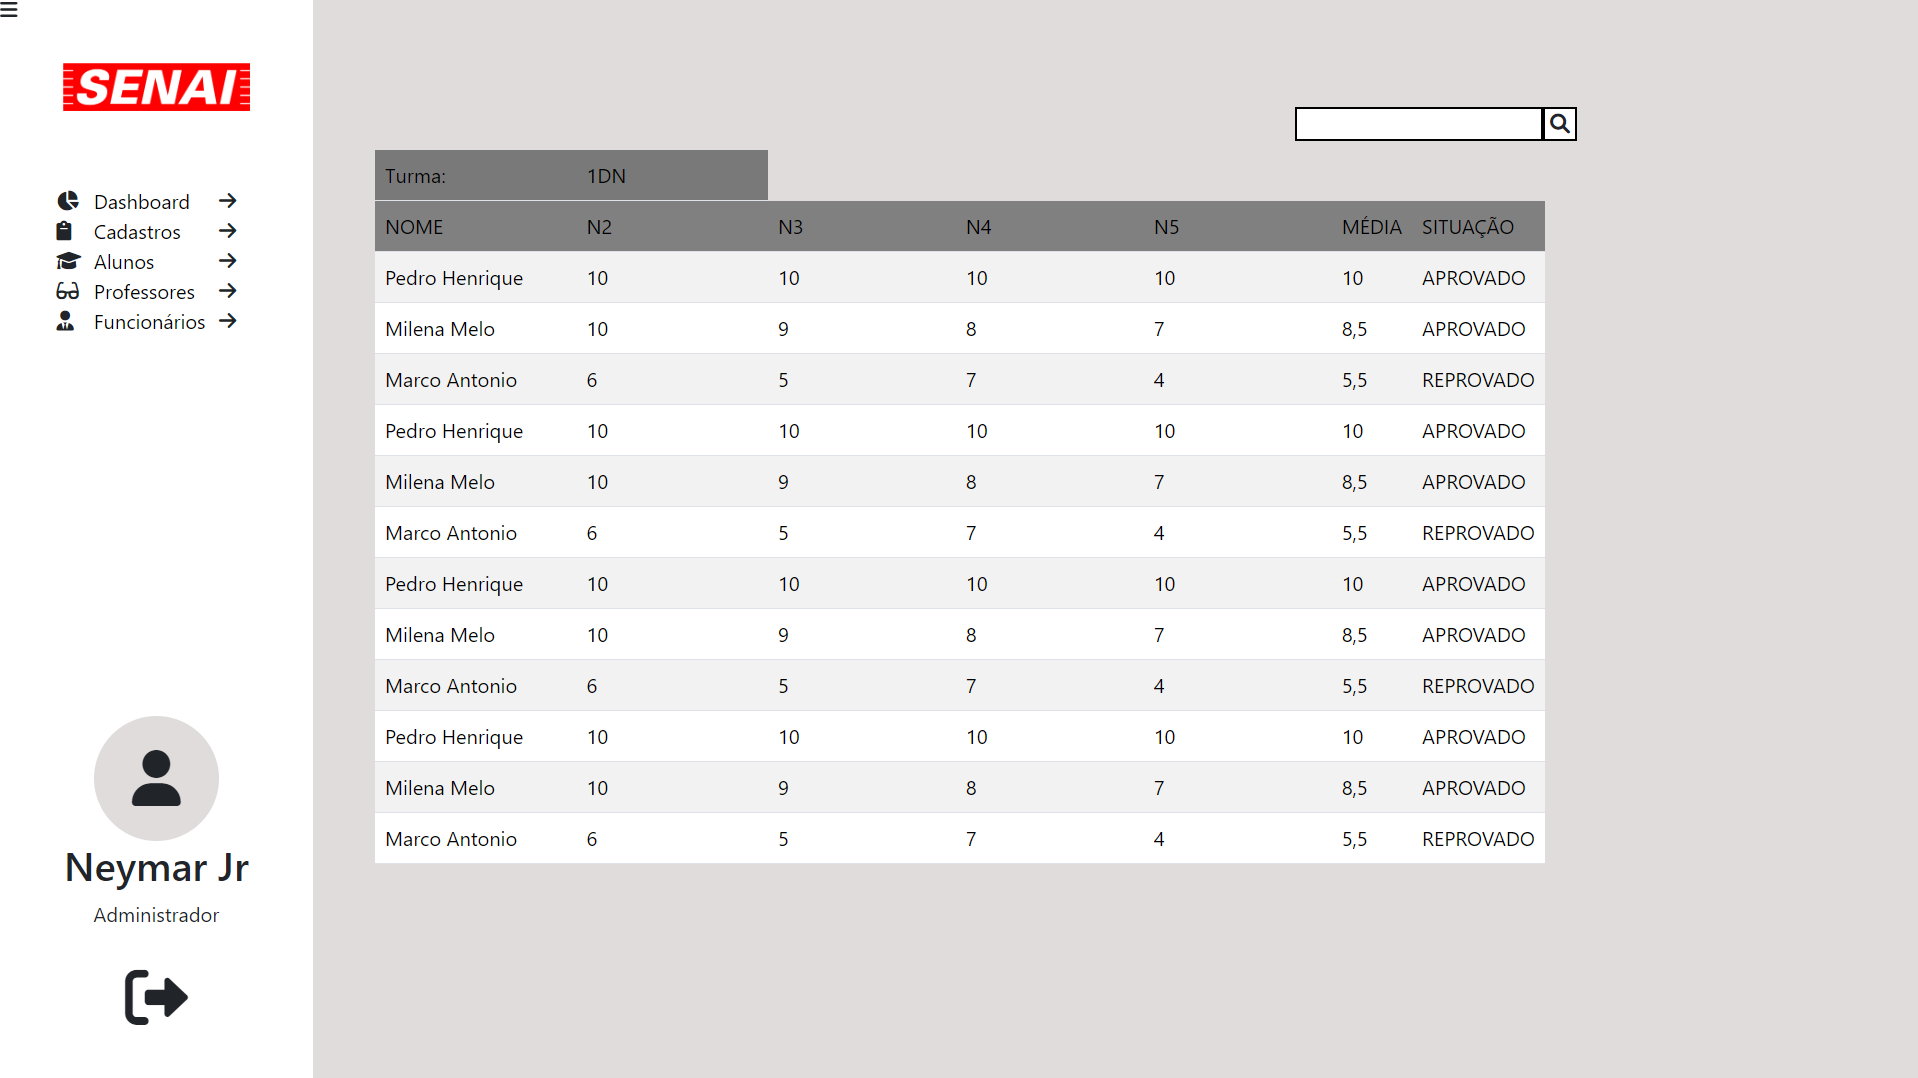 SENAI
Dashboard
Cadastros
Alunos
Professores
Funcionários
Neymar Jr
Administrador
Turma: 1DN
NOME N2 N3 N4 N5 MÉDIA SITUAÇÃO
Pedro Henrique 10 10 10 10 10 APROVADO
Milena Melo 10 9 8 7 8,5 APROVADO
Marco Antonio 6 5 7 4 5,5 REPROVADO
Pedro Henrique 10 10 10 10 10 APROVADO
Milena Melo 10 9 8 7 8,5 APROVADO
Marco Antonio 6 5 7 4 5,5 REPROVADO
Pedro Henrique 10 10 10 10 10 APROVADO
Milena Melo 10 9 8 7 8,5 APROVADO
Marco Antonio 6 5 7 4 5,5 REPROVADO
Pedro Henrique 10 10 10 10 10 APROVADO
Milena Melo 10 9 8 7 8,5 APROVADO
Marco Antonio 6 5 7 4 5,5 REPROVADO